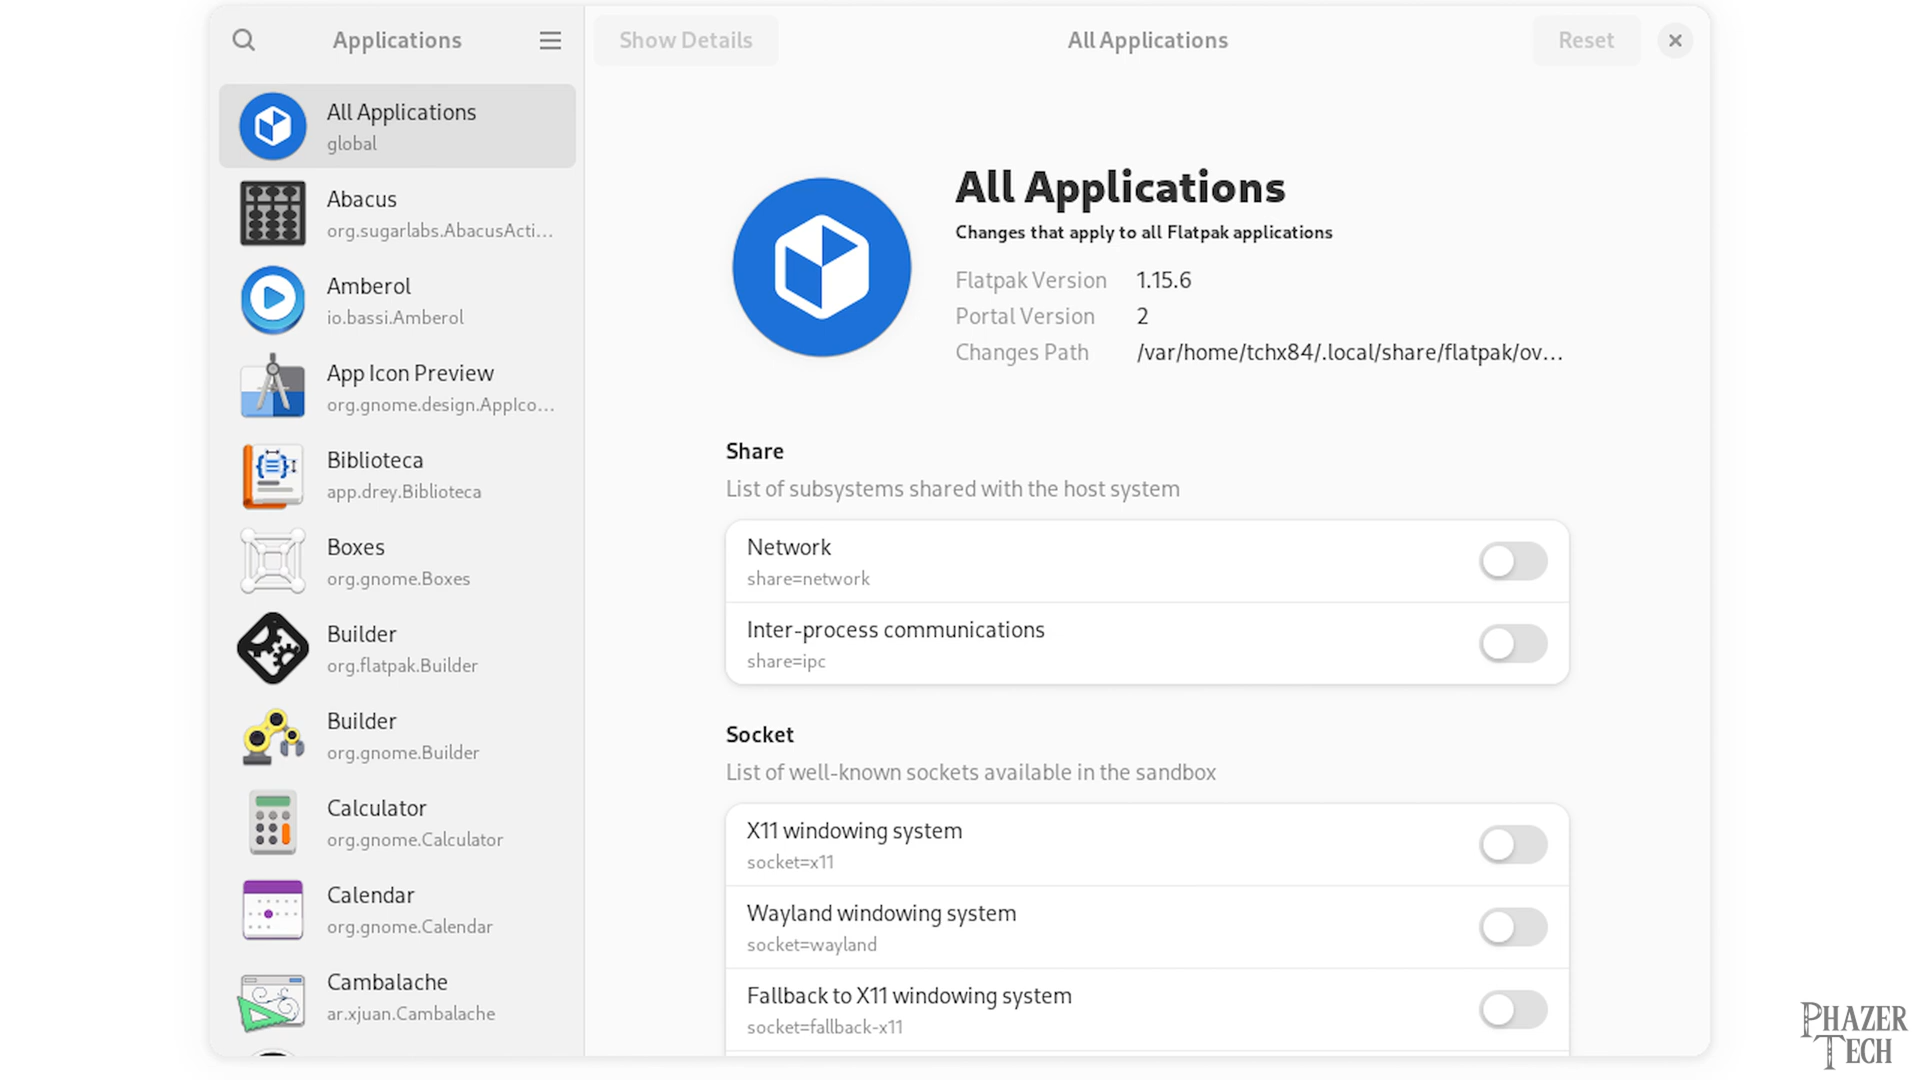 Applications
All Applications
global
Abacus
org.sugarlabs.AbacusActi...
Amberol
io.bassi.Amberol
App Icon Preview
org.gnome.design.AppIco...
Biblioteca
app.drey.Biblioteca
Boxes
org.gnome.Boxes
Builder
org.flatpak.Builder
Builder
org.gnome.Builder
Calculator
org.gnome.Calculator
Calendar
org.gnome.Calendar
Cambalache
ar.xjuan.Cambalache
Show Details
All Applications
Reset
All Applications
Changes that apply to all Flatpak applications
Flatpak Version 1.15.6
Portal Version 2
Changes Path /var/home/tchx84/.local/share/flatpak/ov...
Share
List of subsystems shared with the host system
Network
share=network
Inter-process communications
share=ipc
Socket
List of well-known sockets available in the sandbox
X11 windowing system
socket=x11
Wayland windowing system
socket=wayland
Fallback to X11 windowing system
socket=fallback-x11
PHAZER
TECH